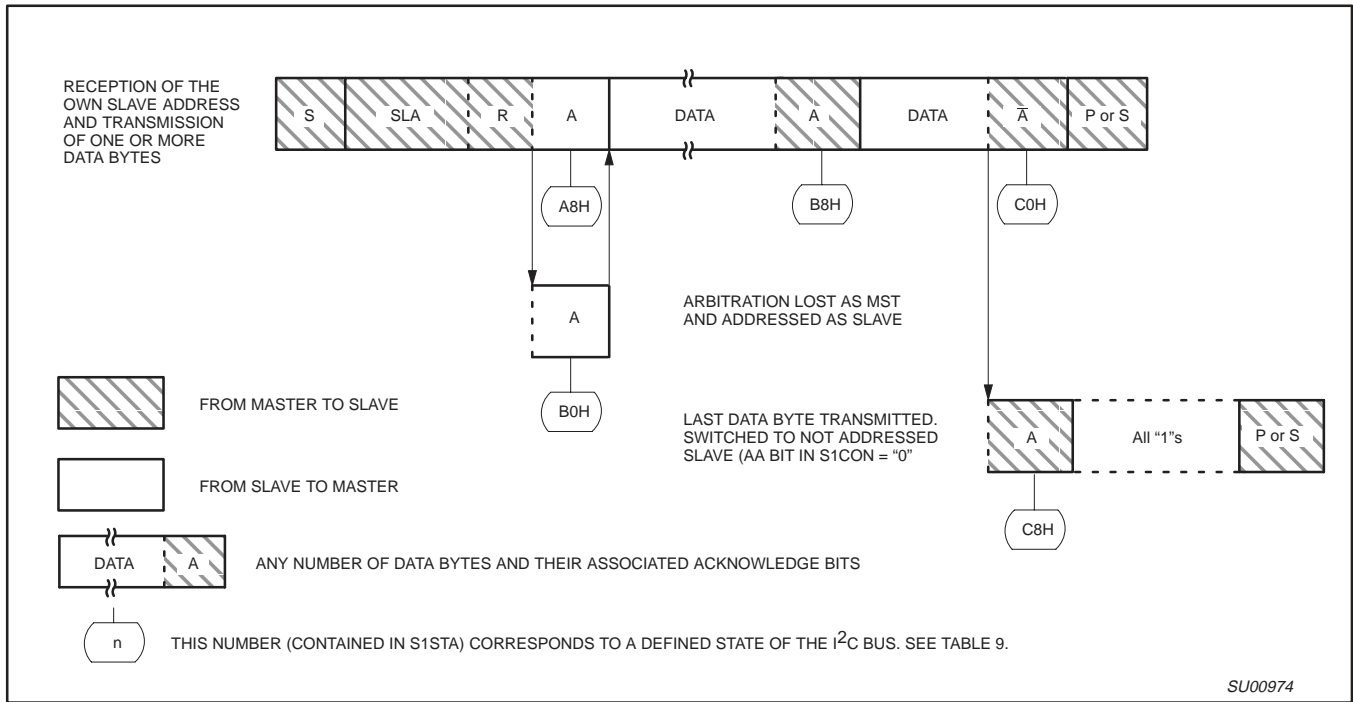 RECEPTION OF THE
OWN SLAVE ADDRESS
AND TRANSMISSION
OF ONE OR MORE
DATA BYTES
S SLA R A DATA A DATA A̅ P or S
A8H B8H C0H
A
B0H
ARBITRATION LOST AS MST
AND ADDRESSED AS SLAVE
LAST DATA BYTE TRANSMITTED.
SWITCHED TO NOT ADDRESSED
SLAVE (AA BIT IN S1CON = “0”
A All “1”s P or S
C8H
FROM MASTER TO SLAVE
FROM SLAVE TO MASTER
DATA A ANY NUMBER OF DATA BYTES AND THEIR ASSOCIATED ACKNOWLEDGE BITS
n THIS NUMBER (CONTAINED IN S1STA) CORRESPONDS TO A DEFINED STATE OF THE I²C BUS. SEE TABLE 9.
SU00974